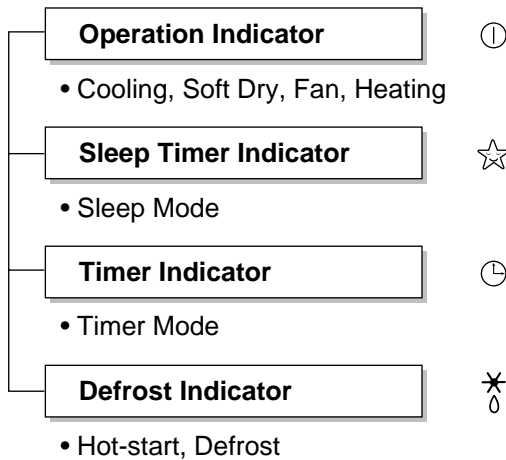 Operation Indicator
• Cooling, Soft Dry, Fan, Heating
Sleep Timer Indicator
• Sleep Mode
Timer Indicator
• Timer Mode
Defrost Indicator
• Hot-start, Defrost